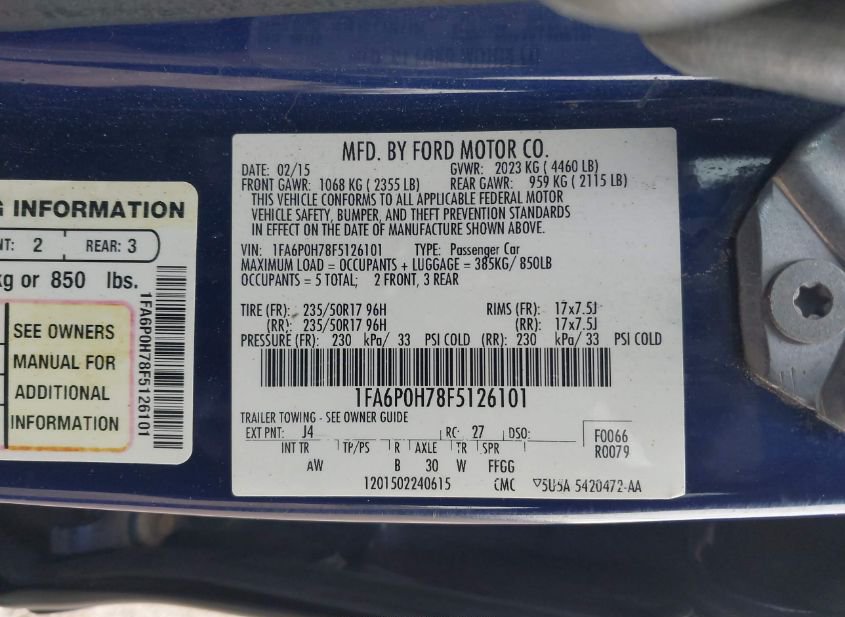 G INFORMATION
NT: 2 REAR: 3
kg or 850 lbs.
SEE OWNERS
MANUAL FOR
ADDITIONAL
INFORMATION
1FA6P0H78F5126101
MFD. BY FORD MOTOR CO.
DATE: 02/15 GVWR: 2023 KG ( 4460 LB)
FRONT GAWR: 1068 KG ( 2355 LB) REAR GAWR: 959 KG ( 2115 LB)
THIS VEHICLE CONFORMS TO ALL APPLICABLE FEDERAL MOTOR
VEHICLE SAFETY, BUMPER, AND THEFT PREVENTION STANDARDS
IN EFFECT ON THE DATE OF MANUFACTURE SHOWN ABOVE.
VIN: 1FA6P0H78F5126101 TYPE: Passenger Car
MAXIMUM LOAD = OCCUPANTS + LUGGAGE = 385KG/ 850LB
OCCUPANTS = 5 TOTAL; 2 FRONT, 3 REAR
TIRE (FR): 235/50R17 96H RIMS (FR): 17x7.5J
(RR): 235/50R17 96H (RR): 17x7.5J
PRESSURE (FR): 230 kPa/ 33 PSI COLD (RR): 230 kPa/ 33 PSI COLD
1FA6P0H78F5126101
TRAILER TOWING - SEE OWNER GUIDE
EXT PNT: J4 RC: 27 DSO: F0066
R0079
INT TR TP/PS R AXLE TR SPR
AW B 30 W FFGG
1201502240615 CMC ▽5U5A 5420472-AA